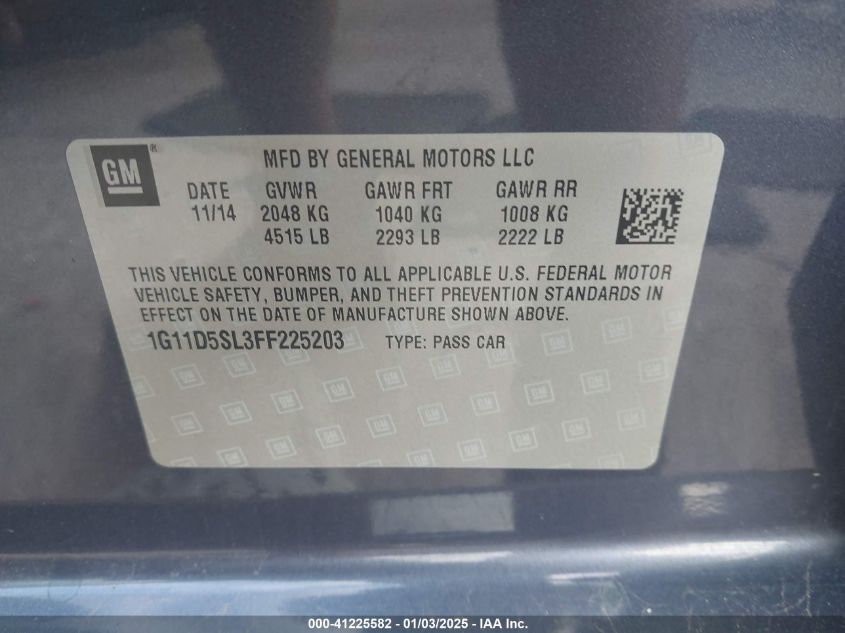 GM®
MFD BY GENERAL MOTORS LLC
DATE GVWR GAWR FRT GAWR RR
11/14 2048 KG 1040 KG 1008 KG
4515 LB 2293 LB 2222 LB
THIS VEHICLE CONFORMS TO ALL APPLICABLE U.S. FEDERAL MOTOR
VEHICLE SAFETY, BUMPER, AND THEFT PREVENTION STANDARDS IN
EFFECT ON THE DATE OF MANUFACTURE SHOWN ABOVE.
1G11D5SL3FF225203 TYPE: PASS CAR
000-41225582 - 01/03/2025 - IAA Inc.